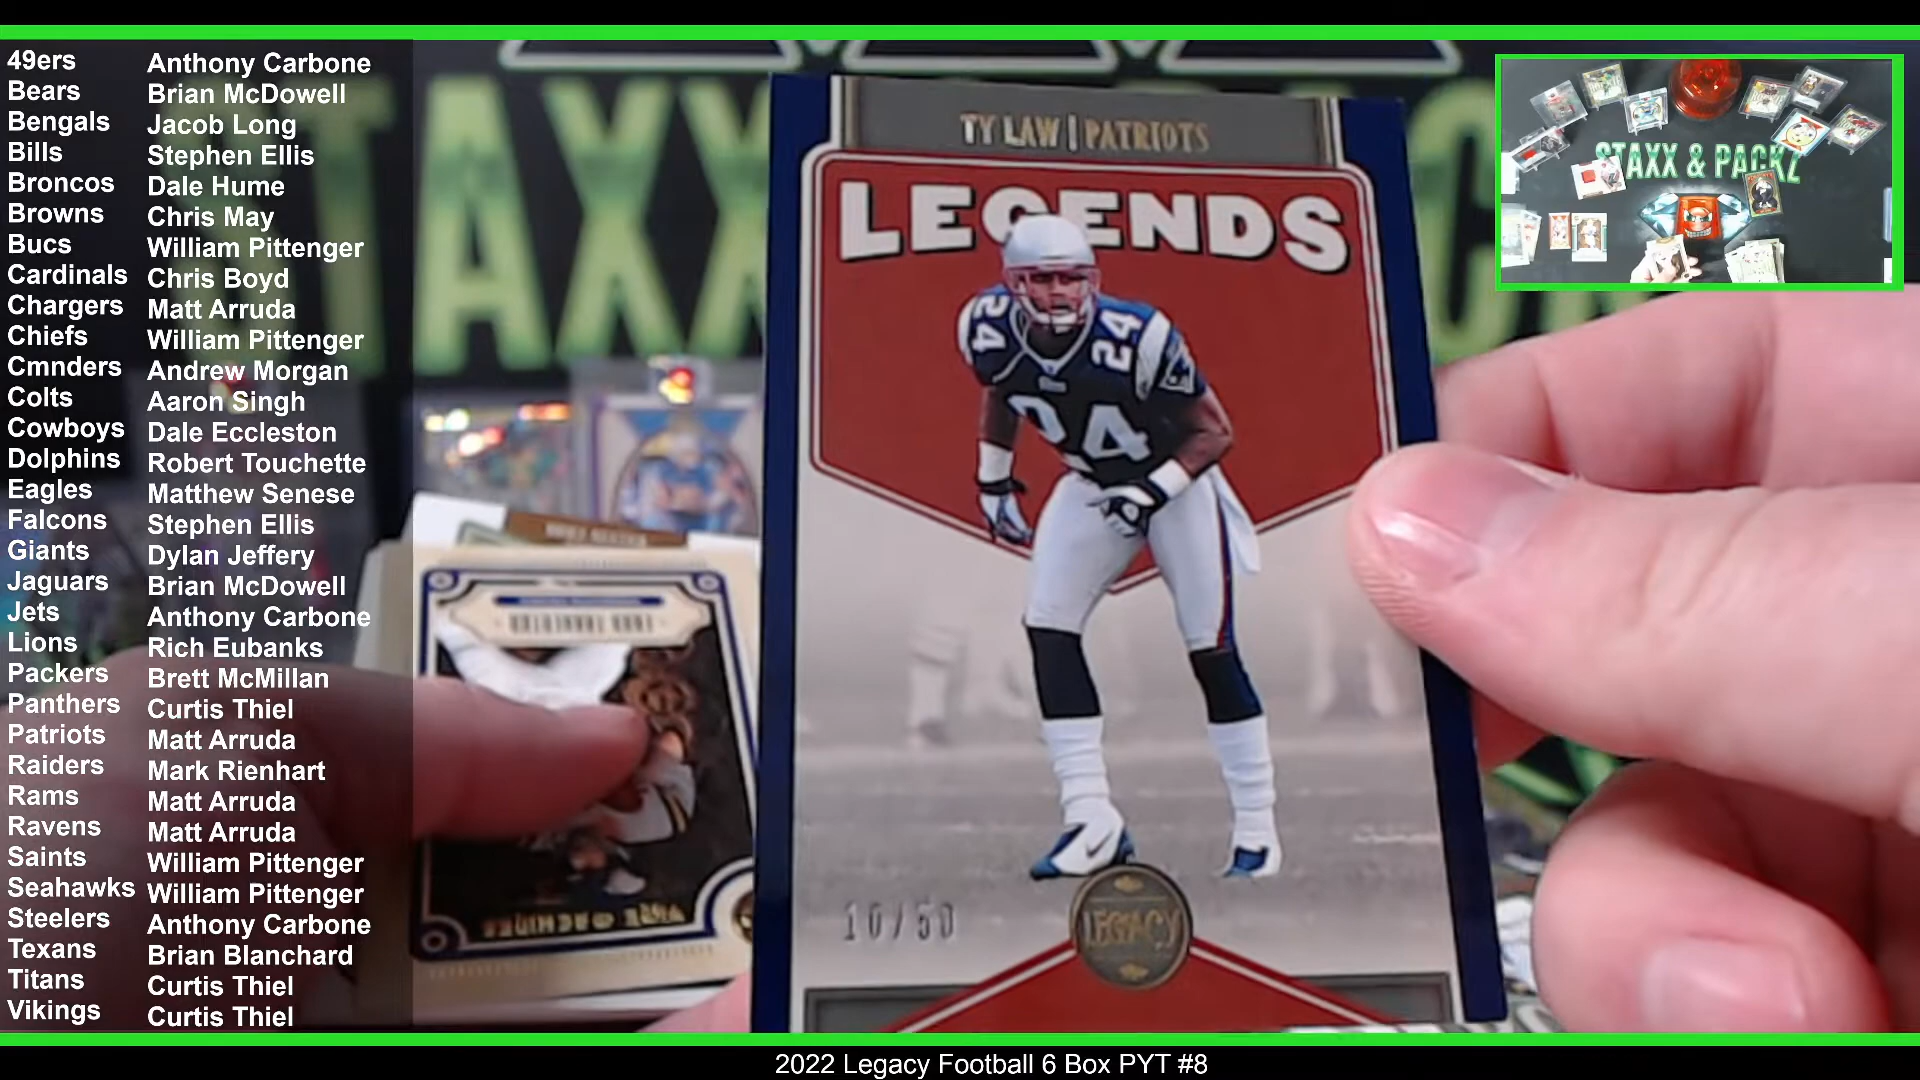 49ers Anthony Carbone
Bears Brian McDowell
Bengals Jacob Long
Bills Stephen Ellis
Broncos Dale Hume
Browns Chris May
Bucs William Pittenger
Cardinals Chris Boyd
Chargers Matt Arruda
Chiefs William Pittenger
Cmnders Andrew Morgan
Colts Aaron Singh
Cowboys Dale Eccleston
Dolphins Robert Touchette
Eagles Matthew Senese
Falcons Stephen Ellis
Giants Dylan Jeffery
Jaguars Brian McDowell
Jets Anthony Carbone
Lions Rich Eubanks
Packers Brett McMillan
Panthers Curtis Thiel
Patriots Matt Arruda
Raiders Mark Rienhart
Rams Matt Arruda
Ravens Matt Arruda
Saints William Pittenger
Seahawks William Pittenger
Steelers Anthony Carbone
Texans Brian Blanchard
Titans Curtis Thiel
Vikings Curtis Thiel
TY LAW | PATRIOTS
LEGENDS
24 24
24
10/50
LEGACY
STAXX & PACKZ
2022 Legacy Football 6 Box PYT #8